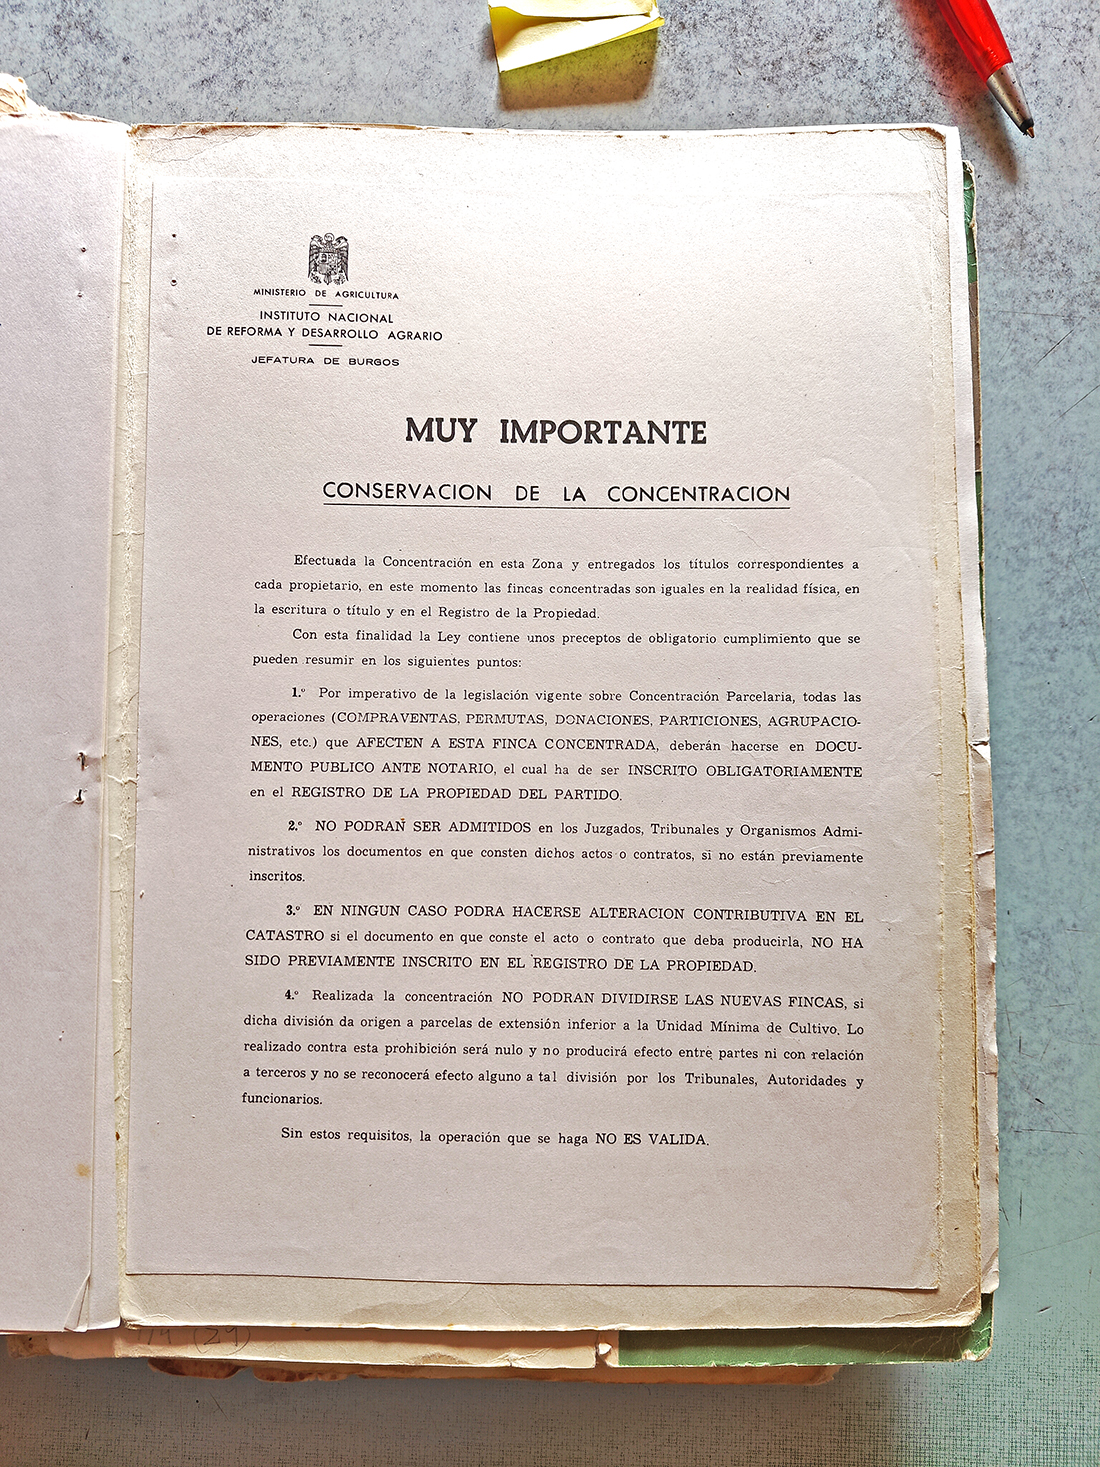 MINISTERIO DE AGRICULTURA
INSTITUTO NACIONAL
DE REFORMA Y DESARROLLO AGRARIO
JEFATURA DE BURGOS
MUY IMPORTANTE
CONSERVACION DE LA CONCENTRACION
Efectuada la Concentración en esta Zona y entregados los títulos correspondientes a
cada propietario, en este momento las fincas concentradas son iguales en la realidad física, en
la escritura o título y en el Registro de la Propiedad.
Con esta finalidad la Ley contiene unos preceptos de obligatorio cumplimiento que se
pueden resumir en los siguientes puntos:
1.º Por imperativo de la legislación vigente sobre Concentración Parcelaria, todas las
operaciones (COMPRAVENTAS, PERMUTAS, DONACIONES, PARTICIONES, AGRUPACIO-
NES, etc.) que AFECTEN A ESTA FINCA CONCENTRADA, deberán hacerse en DOCU-
MENTO PUBLICO ANTE NOTARIO, el cual ha de ser INSCRITO OBLIGATORIAMENTE
en el REGISTRO DE LA PROPIEDAD DEL PARTIDO.
2.º NO PODRAN SER ADMITIDOS en los Juzgados, Tribunales y Organismos Admi-
nistrativos los documentos en que consten dichos actos o contratos, si no están previamente
inscritos.
3.º EN NINGUN CASO PODRA HACERSE ALTERACION CONTRIBUTIVA EN EL
CATASTRO si el documento en que conste el acto o contrato que deba producirla, NO HA
SIDO PREVIAMENTE INSCRITO EN EL REGISTRO DE LA PROPIEDAD.
4.º Realizada la concentración NO PODRAN DIVIDIRSE LAS NUEVAS FINCAS, si
dicha división da origen a parcelas de extensión inferior a la Unidad Mínima de Cultivo. Lo
realizado contra esta prohibición será nulo y no producirá efecto entre partes ni con relación
a terceros y no se reconocerá efecto alguno a tal división por los Tribunales, Autoridades y
funcionarios.
Sin estos requisitos, la operación que se haga NO ES VALIDA.
(29)